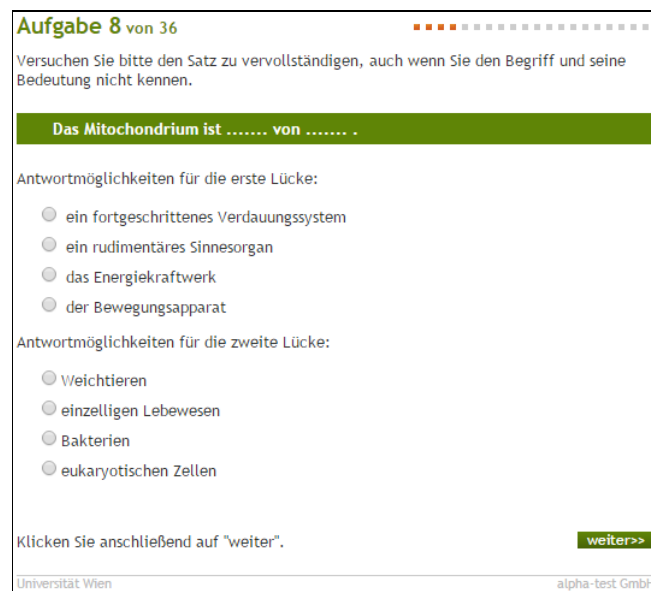 Aufgabe 8 von 36
Versuchen Sie bitte den Satz zu vervollständigen, auch wenn Sie den Begriff und seine
Bedeutung nicht kennen.
Das Mitochondrium ist ....... von ....... .
Antwortmöglichkeiten für die erste Lücke:
ein fortgeschrittenes Verdauungssystem
ein rudimentäres Sinnesorgan
das Energiekraftwerk
der Bewegungsapparat
Antwortmöglichkeiten für die zweite Lücke:
Weichtieren
einzelligen Lebewesen
Bakterien
eukaryotischen Zellen
Klicken Sie anschließend auf "weiter".
weiter>>
Universität Wien
alpha-test GmbH